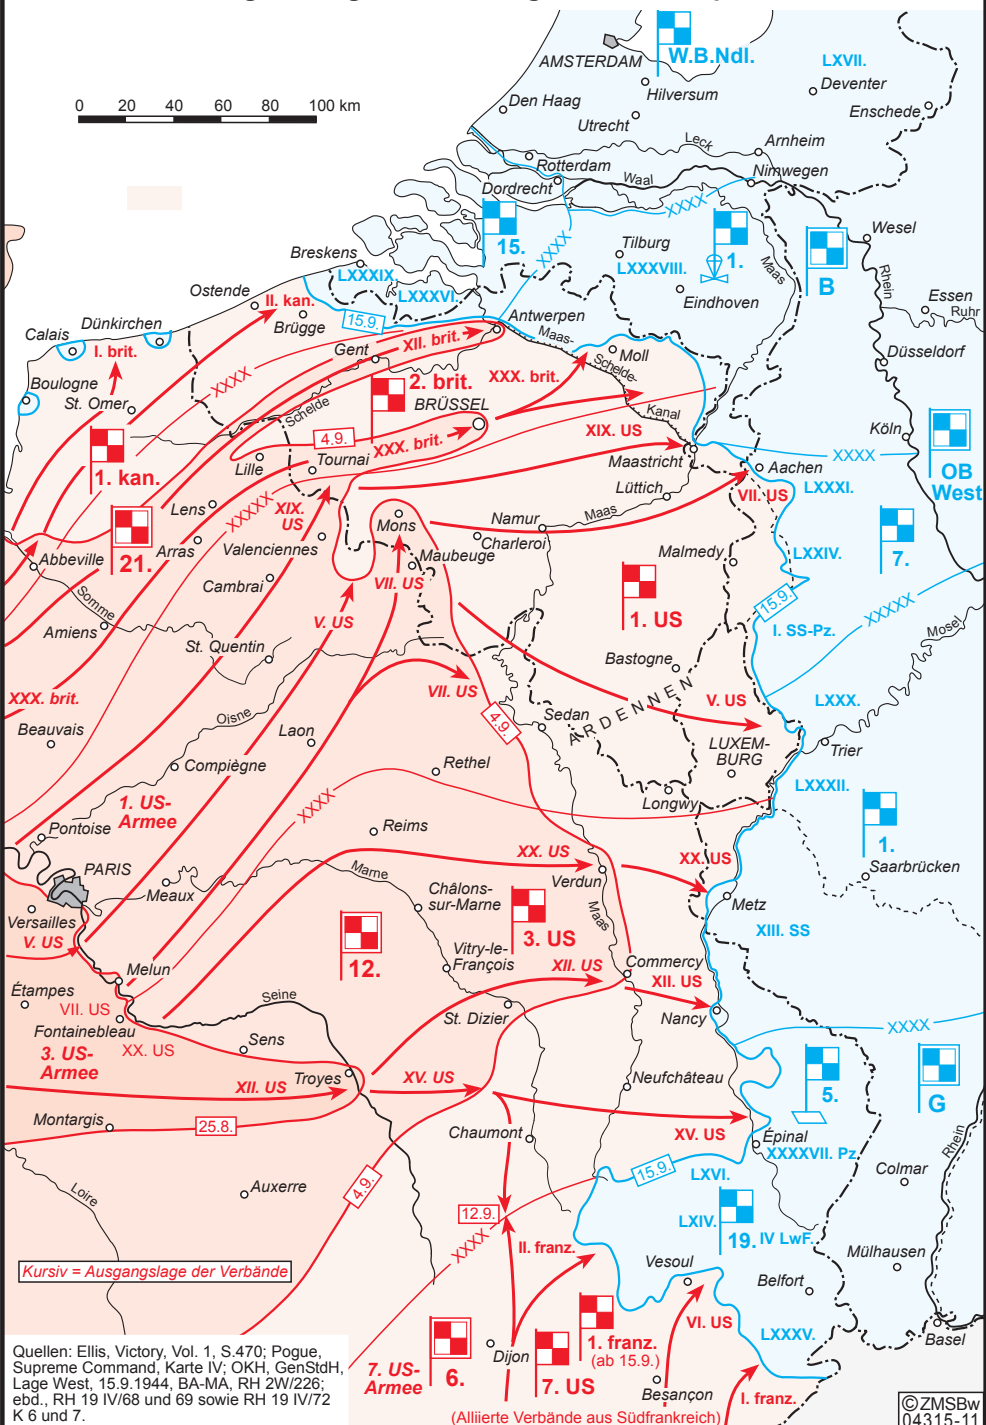 0 20 40 60 80 100 km
AMSTERDAM
W.B.Ndl.
LXVII.
Deventer
Hilversum
Den Haag
Enschede
Utrecht
Leck
Arnheim
Rotterdam
Nimwegen
Waal
Dordrecht
XXXX
15.
XXXX
1.
Tilburg
LXXXVIII.
Maas
B
Wesel
Rhein
Breskens
LXXXIX.
LXXXVI.
Eindhoven
Essen
Ruhr
Ostende
II. kan.
Brügge
15.9.
Antwerpen
Calais
Dünkirchen
I. brit.
Gent
XII. brit.
Maas-
Schelde-
Kanal
Moll
Düsseldorf
Boulogne
St. Omer
XXXX
2. brit.
XXX. brit.
BRÜSSEL
Schelde
4.9.
XXX. brit.
XIX. US
Köln
XXXX
OB
West
1. kan.
Lille
Tournai
Maastricht
Aachen
LXXXI.
Lüttich
VII. US
Lens
XXXXX
XIX.
US
Mons
Namur
Maas
21.
Arras
Valenciennes
Charleroi
Maubeuge
Malmedy
LXXIV.
7.
Abbeville
Cambrai
VII. US
1. US
15.9.
XXXXX
Somme
V. US
I. SS-Pz.
Mosel
Amiens
St. Quentin
Bastogne
XXX. brit.
VII. US
V. US
LXXX.
Oisne
4.9.
Sedan
ARDENNEN
Beauvais
Laon
LUXEM-
BURG
Trier
Compiègne
Rethel
LXXXII.
Longwy
1. US-
Armee
XXXX
1.
Pontoise
Reims
PARIS
XX. US
XX. US
Saarbrücken
Meaux
Marne
Verdun
Châlons-
sur-Marne
Metz
Versailles
Maas
V. US
12.
3. US
XIII. SS
Vitry-le-
François
XII. US
Commercy
Melun
XII. US
Étampes
VII. US
Seine
St. Dizier
Nancy
XXXX
Fontainebleau
XX. US
Sens
3. US-
Armee
XII. US
Troyes
XV. US
Neufchâteau
5.
G
Montargis
25.8.
Chaumont
XV. US
Épinal
XXXXVII. Pz.
Rhein
Colmar
4.9.
15.9.
LXVI.
Loire
Auxerre
12.9.
LXIV.
19.
IV LwF.
XXXX
II. franz.
Vesoul
Mülhausen
Kursiv = Ausgangslage der Verbände
Belfort
VI. US
LXXXV.
Basel
1. franz.
(ab 15.9.)
Dijon
7. US-
Armee
6.
7. US
Besançon
I. franz.
(Alliierte Verbände aus Südfrankreich)
Quellen: Ellis, Victory, Vol. 1, S.470; Pogue,
Supreme Command, Karte IV; OKH, GenStdH,
Lage West, 15.9.1944, BA-MA, RH 2W/226;
ebd., RH 19 IV/68 und 69 sowie RH 19 IV/72
K 6 und 7.
©ZMSBw
04315-11